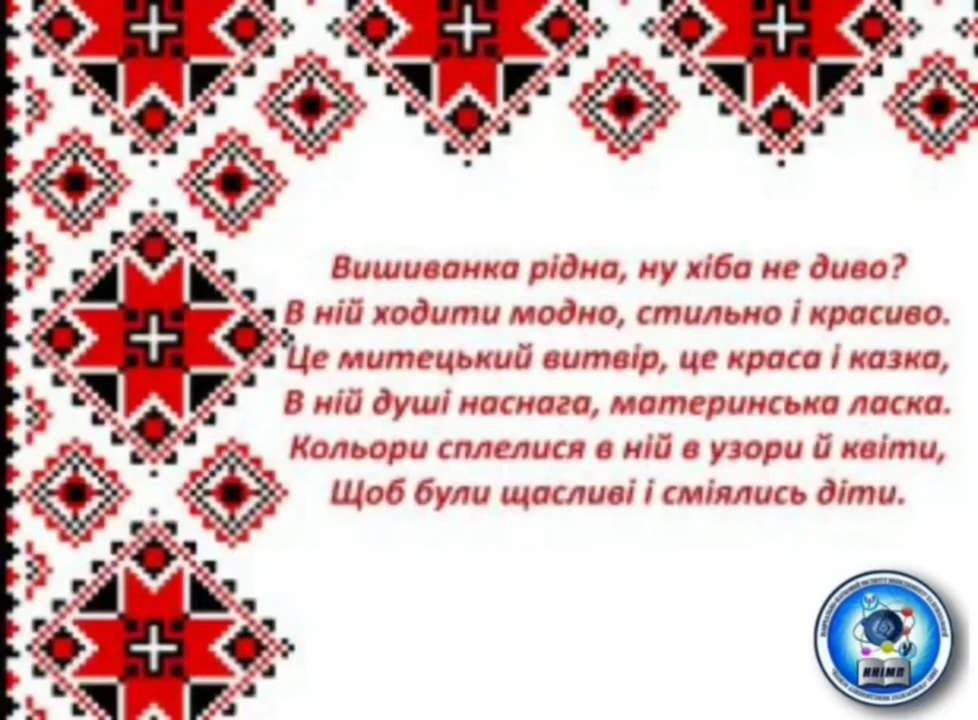 Вишиванка рідна, ну хіба не диво?
В ній ходити модно, стильно і красиво.
Це митецький витвір, це краса і казка,
В ній душі наснага, материнська ласка.
Кольори сплелися в ній в узори й квіти,
Щоб були щасливі і сміялись діти.
ННІМП